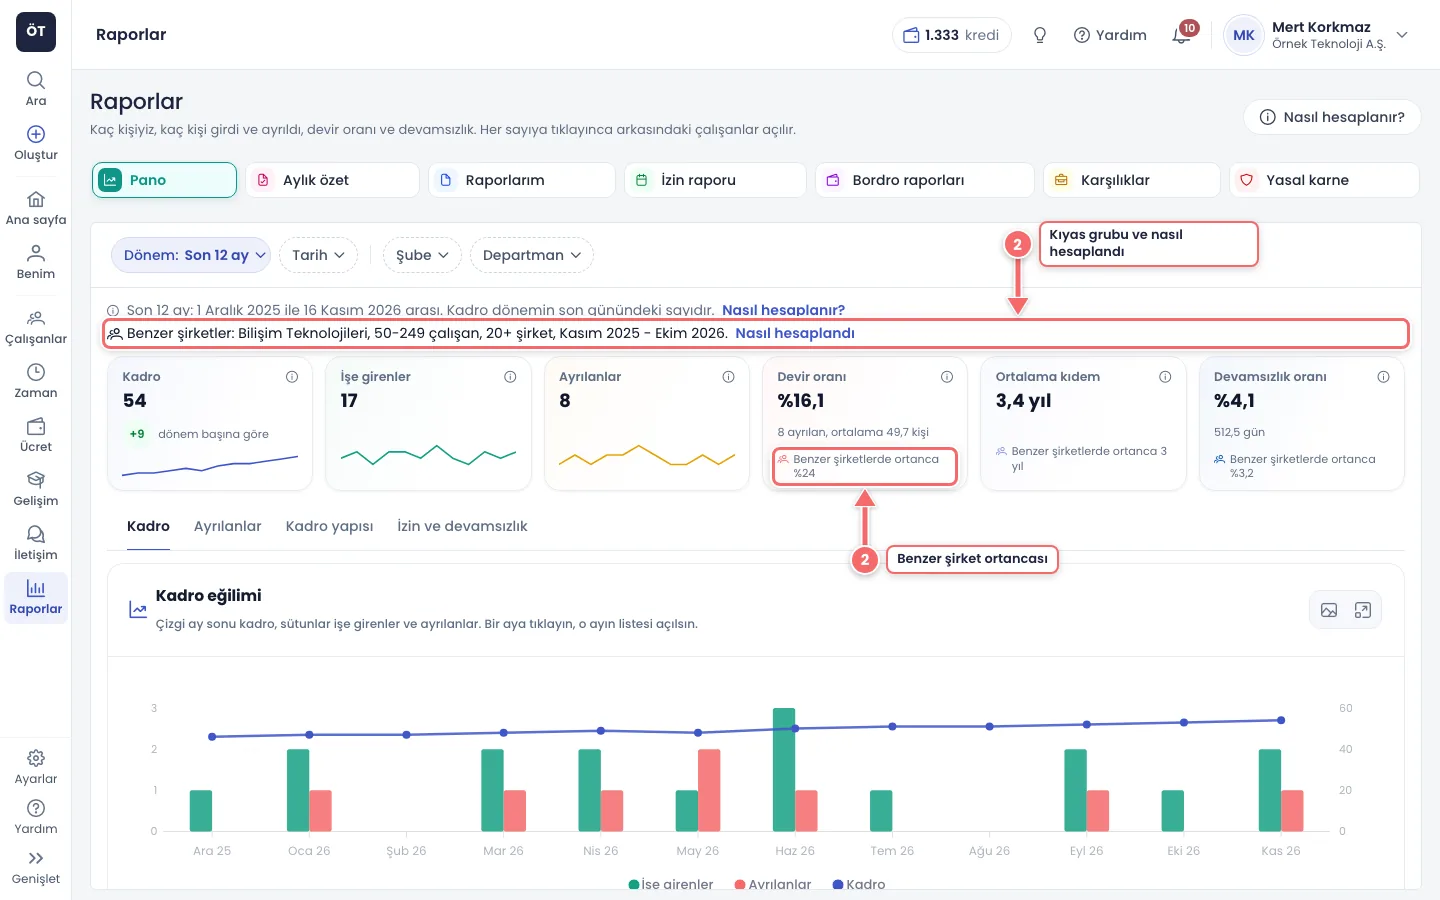 ÖT
Raporlar
1.333 kredi
Yardım
10
MK
Mert Korkmaz
Örnek Teknoloji A.Ş.
Ara
Oluştur
Ana sayfa
Benim
Çalışanlar
Zaman
Ücret
Gelişim
İletişim
Raporlar
Ayarlar
Yardım
Genişlet
Raporlar
Kaç kişiyiz, kaç kişi girdi ve ayrıldı, devir oranı ve devamsızlık. Her sayıya tıklayınca arkasındaki çalışanlar açılır.
Nasıl hesaplanır?
Pano
Aylık özet
Raporlarım
İzin raporu
Bordro raporları
Karşılıklar
Yasal karne
Dönem: Son 12 ay
Tarih
Şube
Departman
2
Kıyas grubu ve nasıl
hesaplandı
Son 12 ay: 1 Aralık 2025 ile 16 Kasım 2026 arası. Kadro dönemin son günündeki sayıdır. Nasıl hesaplanır?
Benzer şirketler: Bilişim Teknolojileri, 50-249 çalışan, 20+ şirket, Kasım 2025 - Ekim 2026. Nasıl hesaplandı
Kadro
54
+9 dönem başına göre
İşe girenler
17
Ayrılanlar
8
Devir oranı
%16,1
8 ayrılan, ortalama 49,7 kişi
Benzer şirketlerde ortanca
%24
Ortalama kıdem
3,4 yıl
Benzer şirketlerde ortanca 3
yıl
Devamsızlık oranı
%4,1
512,5 gün
Benzer şirketlerde ortanca
%3,2
Kadro
Ayrılanlar
Kadro yapısı
İzin ve devamsızlık
2
Benzer şirket ortancası
Kadro eğilimi
Çizgi ay sonu kadro, sütunlar işe girenler ve ayrılanlar. Bir aya tıklayın, o ayın listesi açılsın.
3
2
1
0
60
40
20
0
Ara 25
Oca 26
Şub 26
Mar 26
Nis 26
May 26
Haz 26
Tem 26
Ağu 26
Eyl 26
Eki 26
Kas 26
İşe girenler
Ayrılanlar
Kadro